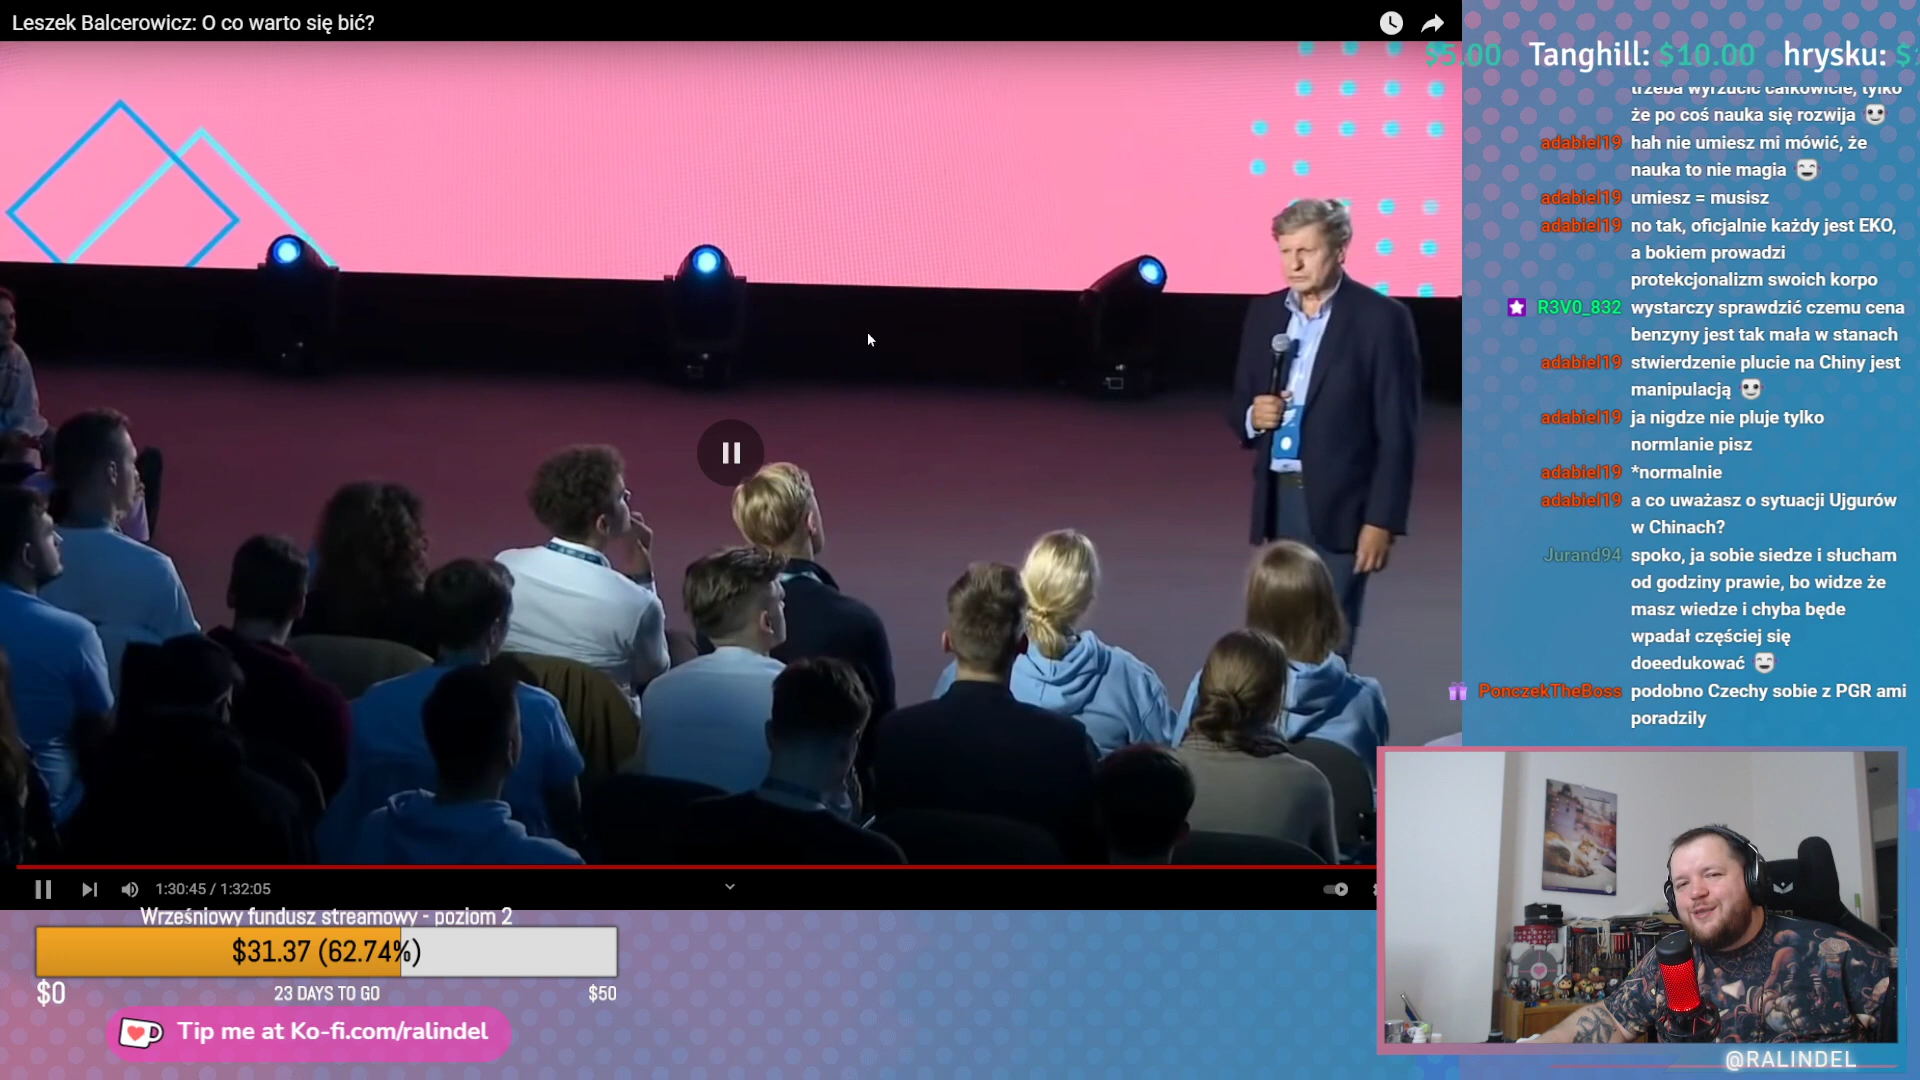 Leszek Balcerowicz: O co warto się bić?
$5.00 Tanghill: $10.00 hrysku:
trzeba wyrzucić całkowicie, tylko
że po coś nauka się rozwija
adabiel19 hah nie umiesz mi mówić, że
nauka to nie magia
adabiel19 umiesz = musisz
adabiel19 no tak, oficjalnie każdy jest EKO,
a bokiem prowadzi
protekcjonalizm swoich korpo
R3V0_832 wystarczy sprawdzić czemu cena
benzyny jest tak mała w stanach
adabiel19 stwierdzenie plucie na Chiny jest
manipulacją
adabiel19 ja nigdze nie pluje tylko
normlanie pisz
adabiel19 *normalnie
adabiel19 a co uważasz o sytuacji Ujgurów
w Chinach?
Jurand94 spoko, ja sobie siedze i słucham
od godziny prawie, bo widze że
masz wiedze i chyba będe
wpadał częściej się
doeedukować
PonczekTheBoss podobno Czechy sobie z PGR ami
poradzily
1:30:45 / 1:32:05
Wrześniowy fundusz streamowy - poziom 2
$31.37 (62.74%)
$0 23 DAYS TO GO $50
Tip me at Ko-fi.com/ralindel
@RALINDEL